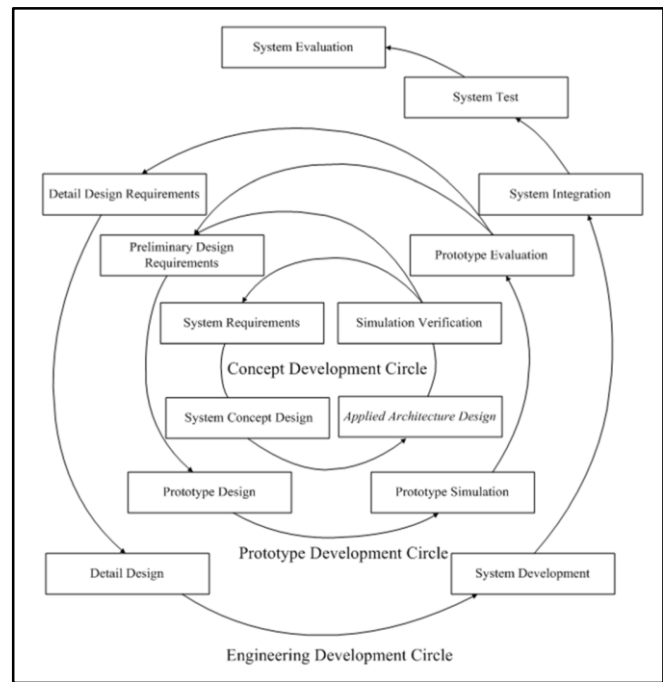 System Evaluation
System Test
Detail Design Requirements
System Integration
Preliminary Design
Requirements
Prototype Evaluation
System Requirements
Simulation Verification
Concept Development Circle
System Concept Design
Applied Architecture Design
Prototype Design
Prototype Simulation
Prototype Development Circle
Detail Design
System Development
Engineering Development Circle